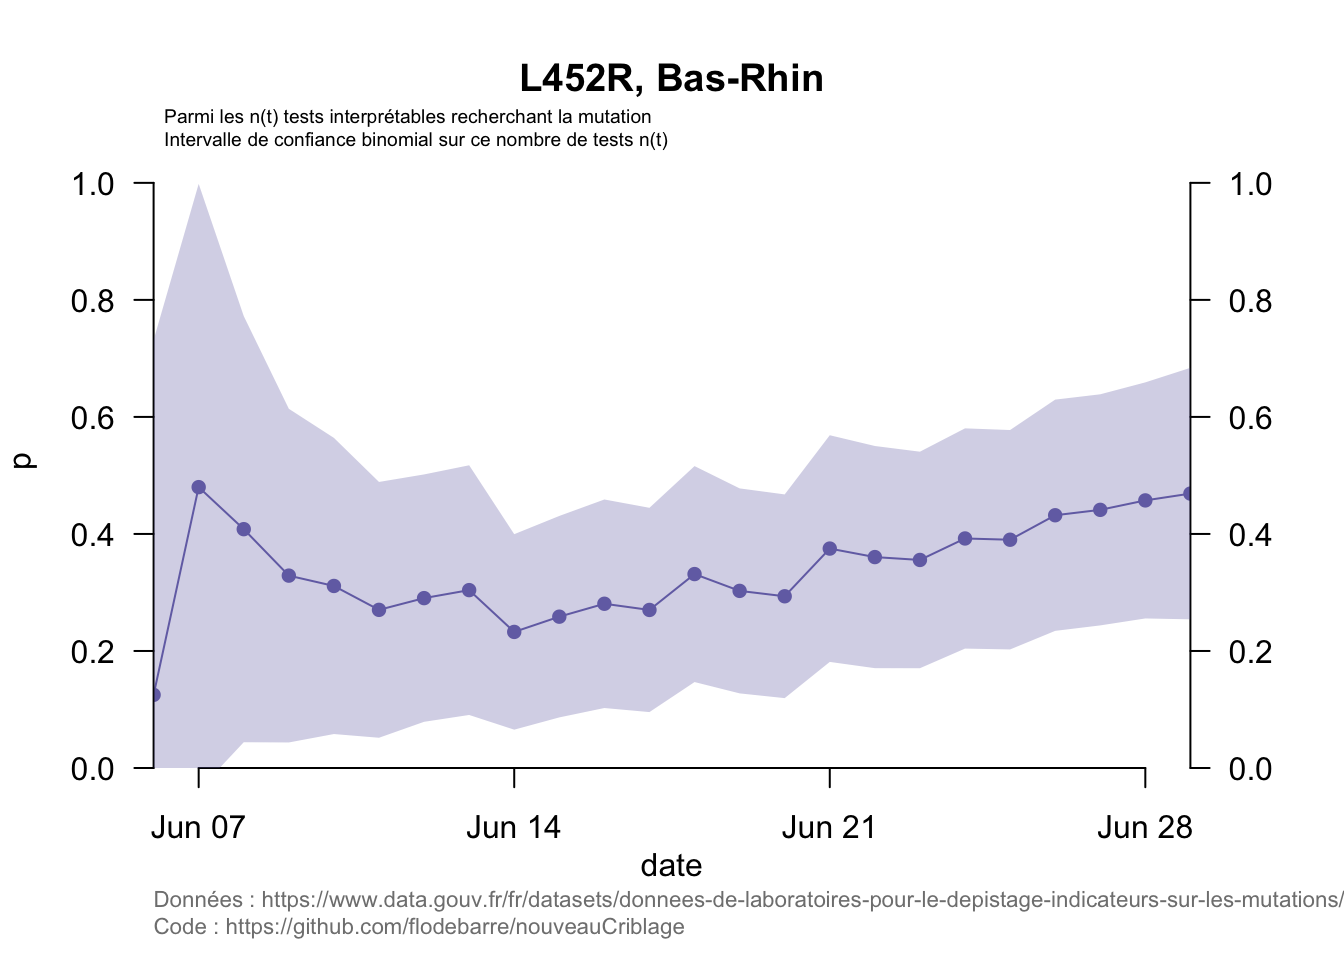 L452R, Bas-Rhin
Parmi les n(t) tests interprétables recherchant la mutation
Intervalle de confiance binomial sur ce nombre de tests n(t)
1.0 1.0
0.8 0.8
0.6 0.6
p
0.4 0.4
0.2 0.2
0.0 0.0
Jun 07 Jun 14 Jun 21 Jun 28
date
Données : https://www.data.gouv.fr/fr/datasets/donnees-de-laboratoires-pour-le-depistage-indicateurs-sur-les-mutations/
Code : https://github.com/flodebarre/nouveauCriblage